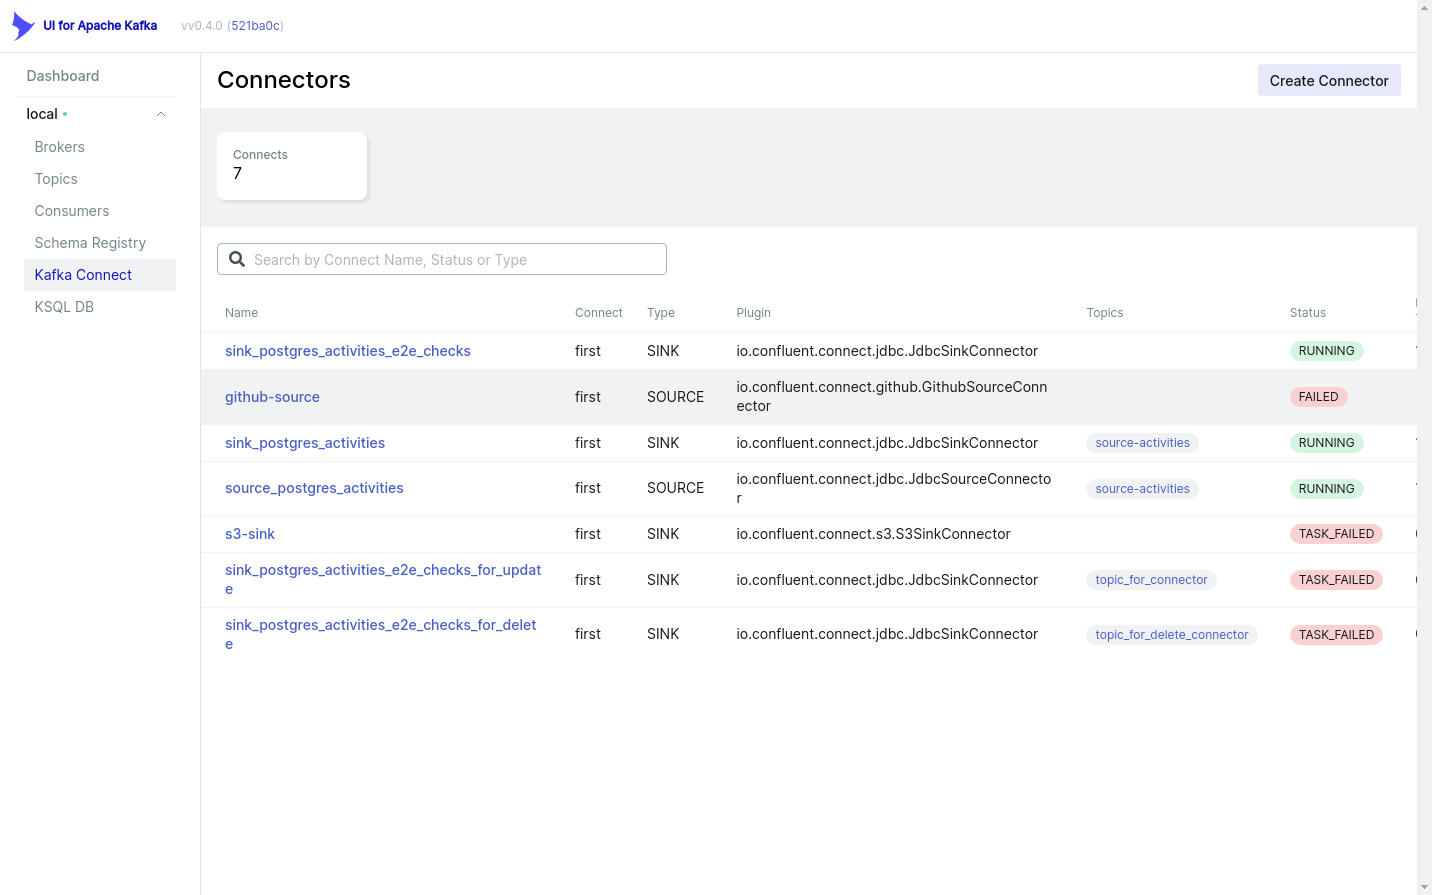 UI for Apache Kafka vv0.4.0 (521ba0c)
Dashboard
local
Brokers
Topics
Consumers
Schema Registry
Kafka Connect
KSQL DB
Connectors
Create Connector
Connects
7
Search by Connect Name, Status or Type
Name Connect Type Plugin Topics Status
sink_postgres_activities_e2e_checks first SINK io.confluent.connect.jdbc.JdbcSinkConnector RUNNING
github-source first SOURCE io.confluent.connect.github.GithubSourceConn
ector FAILED
sink_postgres_activities first SINK io.confluent.connect.jdbc.JdbcSinkConnector source-activities RUNNING
source_postgres_activities first SOURCE io.confluent.connect.jdbc.JdbcSourceConnecto
r source-activities RUNNING
s3-sink first SINK io.confluent.connect.s3.S3SinkConnector TASK_FAILED
sink_postgres_activities_e2e_checks_for_updat
e first SINK io.confluent.connect.jdbc.JdbcSinkConnector topic_for_connector TASK_FAILED
sink_postgres_activities_e2e_checks_for_delet
e first SINK io.confluent.connect.jdbc.JdbcSinkConnector topic_for_delete_connector TASK_FAILED